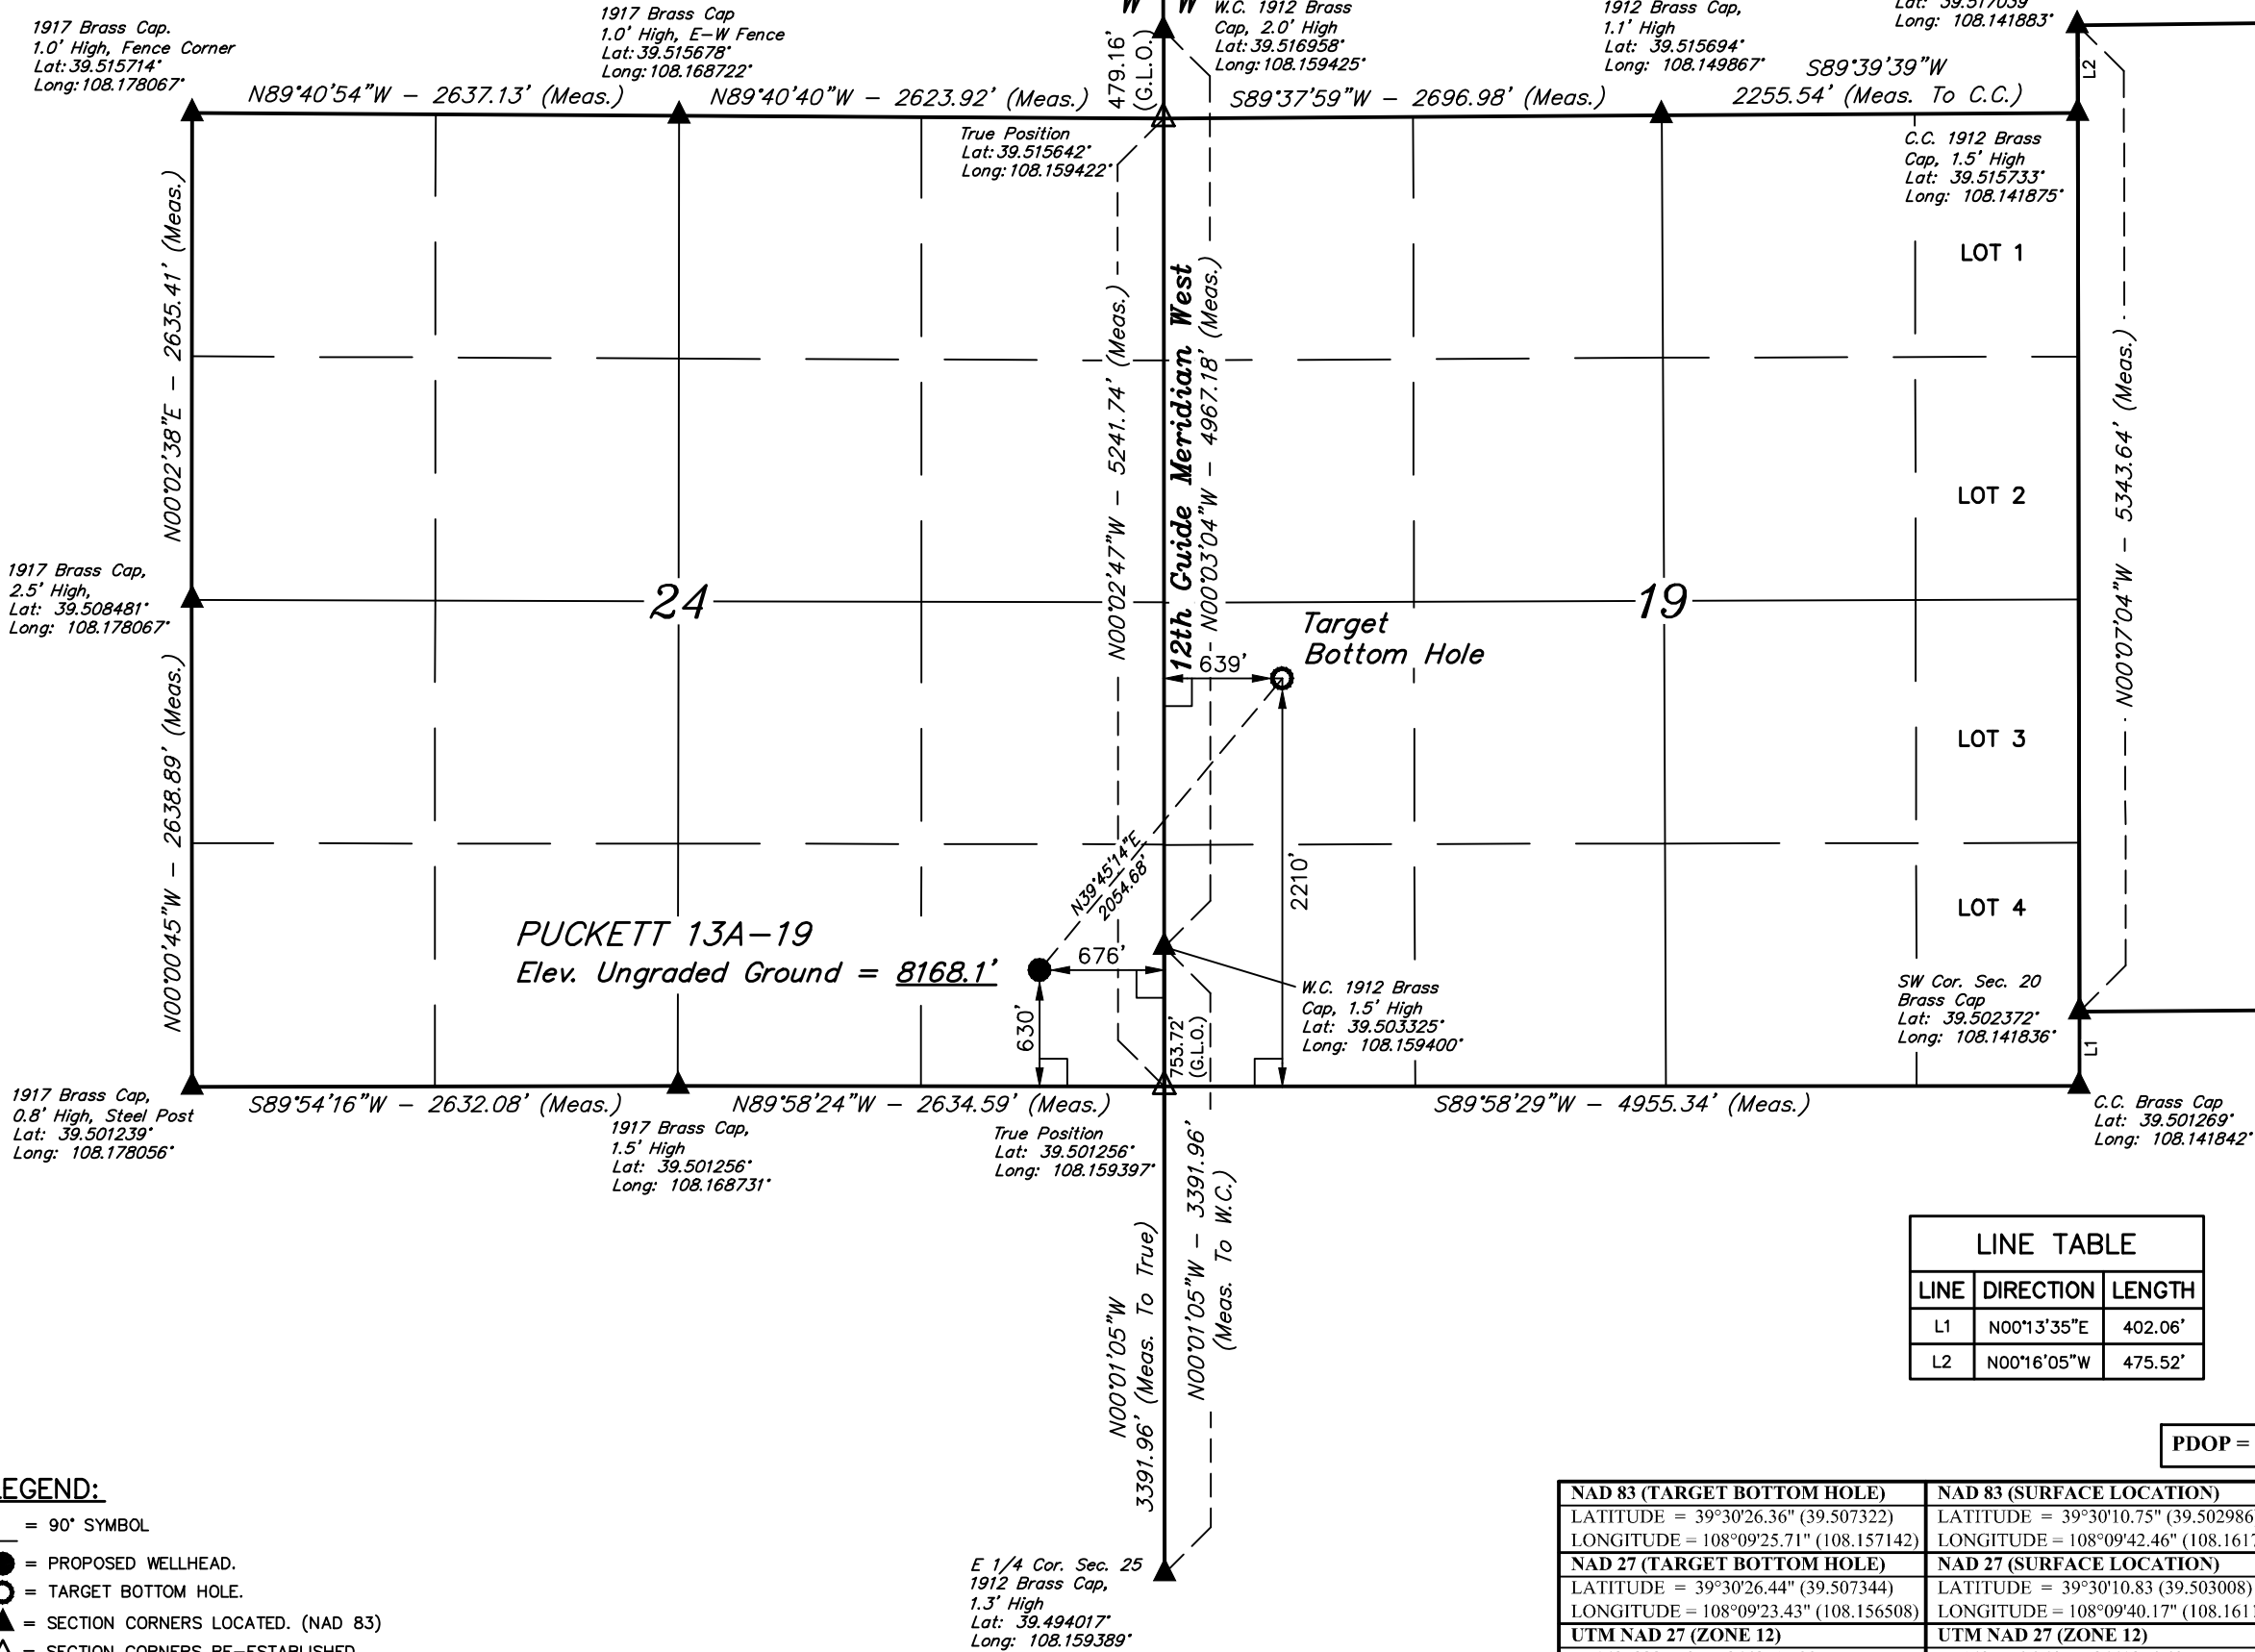 1917 Brass Cap.
1.0' High, Fence Corner
Lat: 39.515714°
Long: 108.178067°
1917 Brass Cap
1.0' High, E-W Fence
Lat: 39.515678°
Long: 108.168722°
W.C. 1912 Brass
Cap, 2.0' High
Lat: 39.516958°
Long: 108.159425°
1912 Brass Cap,
1.1' High
Lat: 39.515694°
Long: 108.149867°
Long: 108.141883°
479.16'
(G.L.O.)
L2
N89°40'54"W - 2637.13' (Meas.)
N89°40'40"W - 2623.92' (Meas.)
S89°37'59"W - 2696.98' (Meas.)
S89°39'39"W
2255.54' (Meas. To C.C.)
True Position
Lat: 39.515642°
Long: 108.159422°
C.C. 1912 Brass
Cap, 1.5' High
Lat: 39.515733°
Long: 108.141875°
N00°02'38"E - 2635.41' (Meas.)
N00°02'47"W - 5241.74' (Meas.)
12th Guide Meridian West
N00°03'04"W - 4967.18' (Meas.)
N00°07'04"W - 5343.64' (Meas.)
LOT 1
LOT 2
1917 Brass Cap,
2.5' High,
Lat: 39.508481°
Long: 108.178067°
24
19
Target
Bottom Hole
639'
LOT 3
N00°00'45"W - 2638.89' (Meas.)
N39°45'14"E
2054.68'
2210'
LOT 4
PUCKETT 13A-19
Elev. Ungraded Ground = 8168.1'
676'
630'
753.72'
(G.L.O.)
W.C. 1912 Brass
Cap, 1.5' High
Lat: 39.503325°
Long: 108.159400°
SW Cor. Sec. 20
Brass Cap
Lat: 39.502372°
Long: 108.141836°
L1
1917 Brass Cap,
0.8' High, Steel Post
Lat: 39.501239°
Long: 108.178056°
S89°54'16"W - 2632.08' (Meas.)
N89°58'24"W - 2634.59' (Meas.)
S89°58'29"W - 4955.34' (Meas.)
1917 Brass Cap,
1.5' High
Lat: 39.501256°
Long: 108.168731°
True Position
Lat: 39.501256°
Long: 108.159397°
C.C. Brass Cap
Lat: 39.501269°
Long: 108.141842°
N00°01'05"W
3391.96' (Meas. To True)
N00°01'05"W - 3391.96'
(Meas. To W.C.)
LINE TABLE
LINE DIRECTION LENGTH
L1 N00°13'35"E 402.06'
L2 N00°16'05"W 475.52'
PDOP =
E 1/4 Cor. Sec. 25
1912 Brass Cap,
1.3' High
Lat: 39.494017°
Long: 108.159389°
LEGEND:
= 90° SYMBOL
= PROPOSED WELLHEAD.
= TARGET BOTTOM HOLE.
= SECTION CORNERS LOCATED. (NAD 83)
= SECTION CORNERS RE-ESTABLISHED.
NAD 83 (TARGET BOTTOM HOLE) NAD 83 (SURFACE LOCATION)
LATITUDE = 39°30'26.36" (39.507322) LATITUDE = 39°30'10.75" (39.502986
LONGITUDE = 108°09'25.71" (108.157142) LONGITUDE = 108°09'42.46" (108.161
NAD 27 (TARGET BOTTOM HOLE) NAD 27 (SURFACE LOCATION)
LATITUDE = 39°30'26.44" (39.507344) LATITUDE = 39°30'10.83 (39.503008)
LONGITUDE = 108°09'23.43" (108.156508) LONGITUDE = 108°09'40.17" (108.161
UTM NAD 27 (ZONE 12) UTM NAD 27 (ZONE 12)